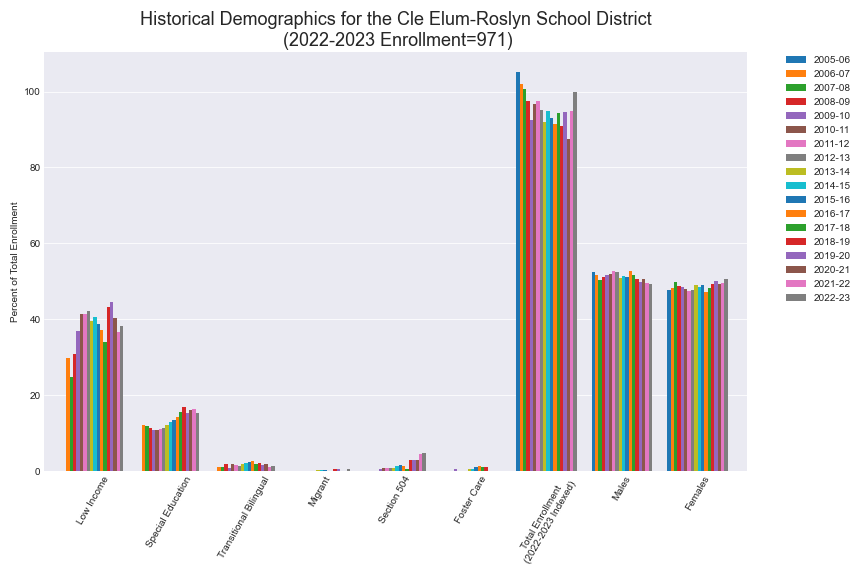 Historical Demographics for the Cle Elum-Roslyn School District
(2022-2023 Enrollment=971)
Percent of Total Enrollment
100
80
60
40
20
0
Low Income
Special Education
Transitional Bilingual
Migrant
Section 504
Foster Care
Total Enrollment
(2022-2023 Indexed)
Males
Females
2005-06
2006-07
2007-08
2008-09
2009-10
2010-11
2011-12
2012-13
2013-14
2014-15
2015-16
2016-17
2017-18
2018-19
2019-20
2020-21
2021-22
2022-23